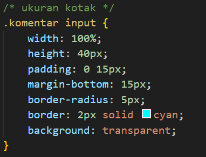 /* ukuran kotak */
.komentar input {
    width: 100%;
    height: 40px;
    padding: 0 15px;
    margin-bottom: 15px;
    border-radius: 5px;
    border: 2px solid cyan;
    background: transparent;
}